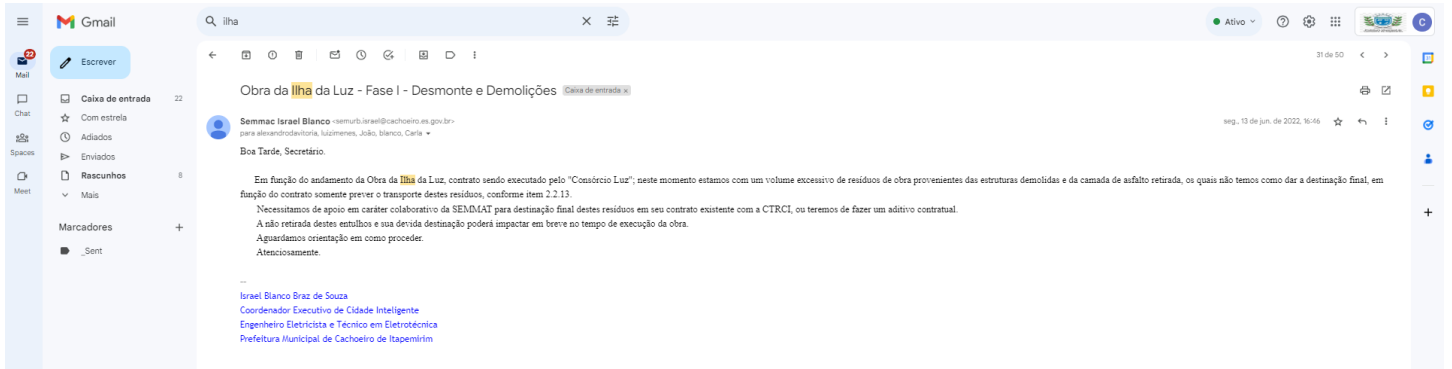 Gmail
ilha
Ativo
C
22
Mail
Chat
Spaces
Meet
Escrever
Caixa de entrada 22
Com estrela
Adiados
Enviados
Rascunhos 8
Mais
Marcadores
_Sent
31 de 50
Obra da Ilha da Luz - Fase I - Desmonte e Demolições Caixa de entrada x
Semmac Israel Blanco <semurb.israel@cachoeiro.es.gov.br>
seg., 13 de jun. de 2022, 16:46
para alexandrodavitoria, luizimenes, João, blanco, Carla
Boa Tarde, Secretário.
Em função do andamento da Obra da Ilha da Luz, contrato sendo executado pelo "Consórcio Luz"; neste momento estamos com um volume excessivo de resíduos de obra provenientes das estruturas demolidas e da camada de asfalto retirada, os quais não temos como dar a destinação final, em
função do contrato somente prever o transporte destes resíduos, conforme item 2.2.13.
Necessitamos de apoio em caráter colaborativo da SEMMAT para destinação final destes resíduos em seu contrato existente com a CTRCI, ou teremos de fazer um aditivo contratual.
A não retirada destes entulhos e sua devida destinação poderá impactar em breve no tempo de execução da obra.
Aguardamos orientação em como proceder.
Atenciosamente.
--
Israel Blanco Braz de Souza
Coordenador Executivo de Cidade Inteligente
Engenheiro Eletricista e Técnico em Eletrotécnica
Prefeitura Municipal de Cachoeiro de Itapemirim